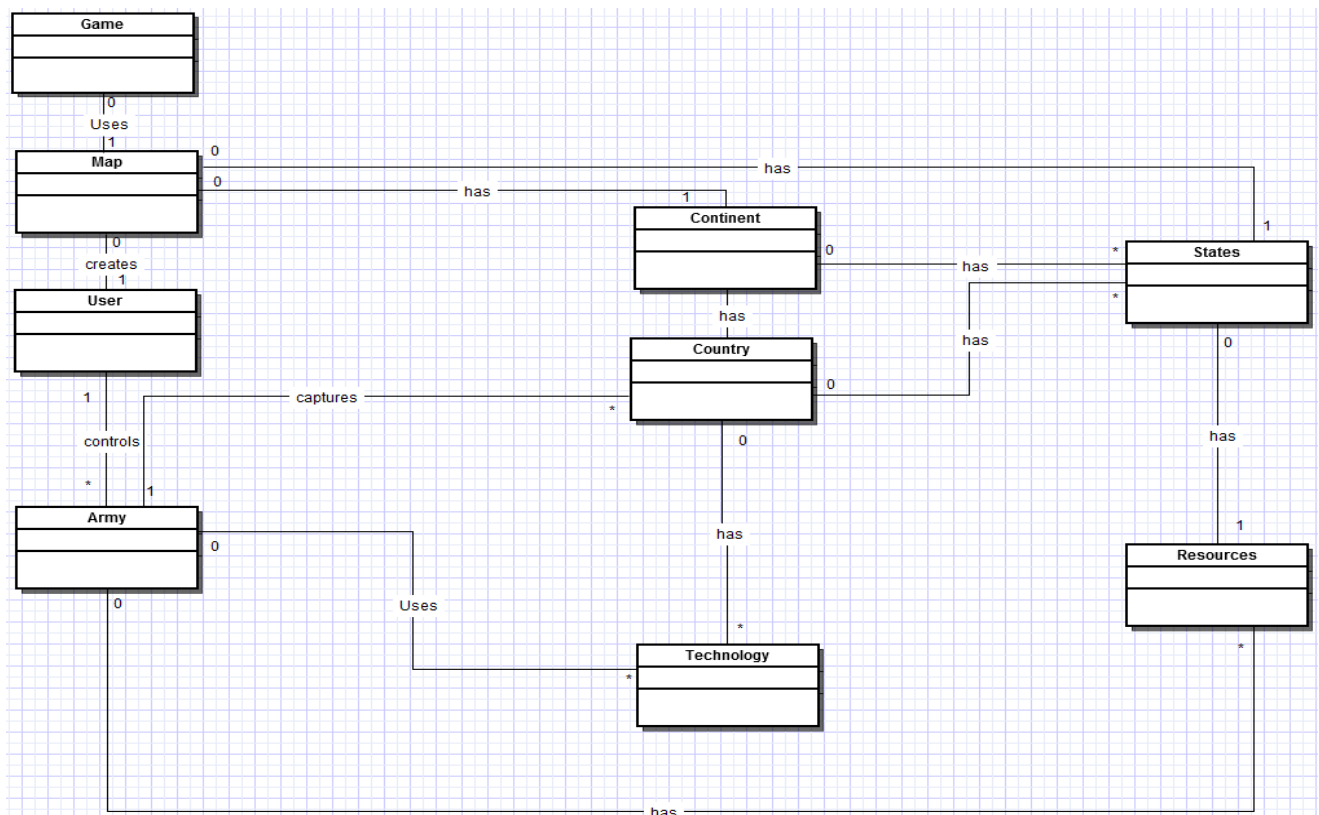 Game
0
Uses
1
Map
0
has
0
has
1
Continent
1
States
0
creates
1
User
0
has
*
*
has
has
Country
0
0
captures
*
1
controls
*
1
Army
0
0
has
1
Resources
*
0
has
Uses
*
Technology
*
has